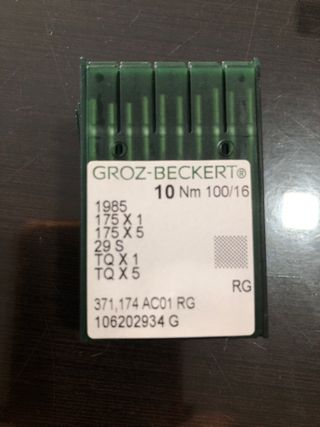 GROZ-BECKERT®
10 Nm 100/16
1985
175 X 1
175 X 5
29 S
TQ X 1
TQ X 5
RG
371,174 AC01 RG
106202934 G